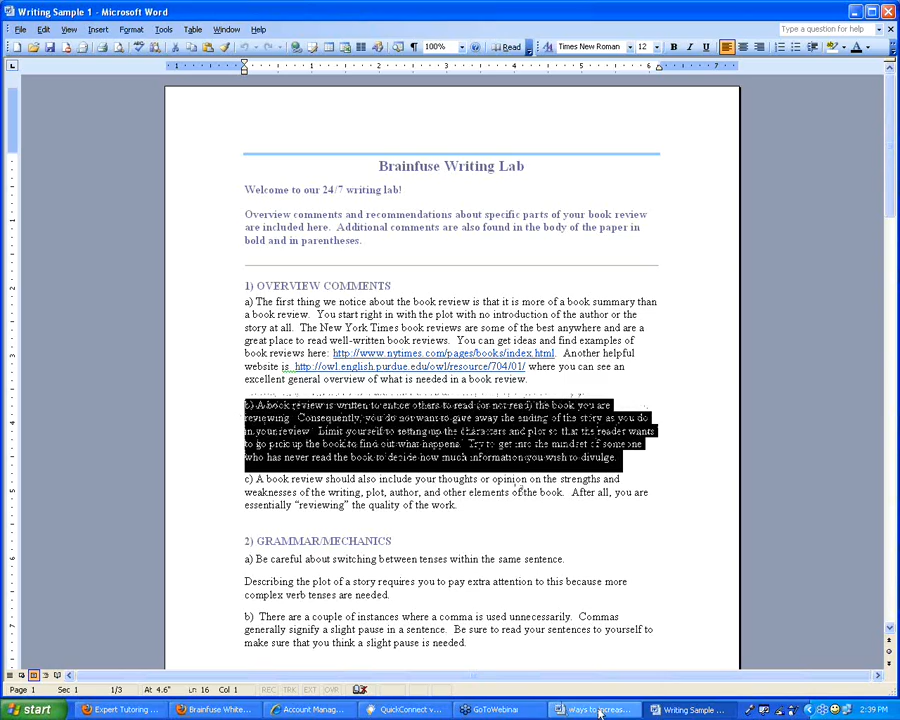 Writing Sample 1 - Microsoft Word
File Edit View Insert Format Tools Table Window Help
Type a question for help
100% Read Times New Roman 12 B I U
1 1 2 3 4 5 6 7
Brainfuse Writing Lab
Welcome to our 24/7 writing lab!
Overview comments and recommendations about specific parts of your book review
are included here. Additional comments are also found in the body of the paper in
bold and in parentheses.
1) OVERVIEW COMMENTS
a) The first thing we notice about the book review is that it is more of a book summary than
a book review. You start right in with the plot with no introduction of the author or the
story at all. The New York Times book reviews are some of the best anywhere and are a
great place to read well-written book reviews. You can get ideas and find examples of
book reviews here: http://www.nytimes.com/pages/books/index.html. Another helpful
website is http://owl.english.purdue.edu/owl/resource/704/01/ where you can see an
excellent general overview of what is needed in a book review.
b) A book review is written to entice others to read (or not read) the book you are
reviewing. Consequently, you do not want to give away the ending of the story as you do
in your review. Limit yourself to setting up the characters and plot so that the reader wants
to go pick up the book to find out what happens. Try to get into the mindset of someone
who has never read the book to decide how much information you wish to divulge.
c) A book review should also include your thoughts or opinion on the strengths and
weaknesses of the writing, plot, author, and other elements of the book. After all, you are
essentially “reviewing” the quality of the work.
2) GRAMMAR/MECHANICS
a) Be careful about switching between tenses within the same sentence.
Describing the plot of a story requires you to pay extra attention to this because more
complex verb tenses are needed.
b) There are a couple of instances where a comma is used unnecessarily. Commas
generally signify a slight pause in a sentence. Be sure to read your sentences to yourself to
make sure that you think a slight pause is needed.
Page 1 Sec 1 1/3 At 4.6" Ln 16 Col 1 REC TRK EXT OVR
start Expert Tutoring ... Brainfuse White... Account Manag... QuickConnect v... GoToWebinar Ways to Increas... Writing Sample ... 2:39 PM